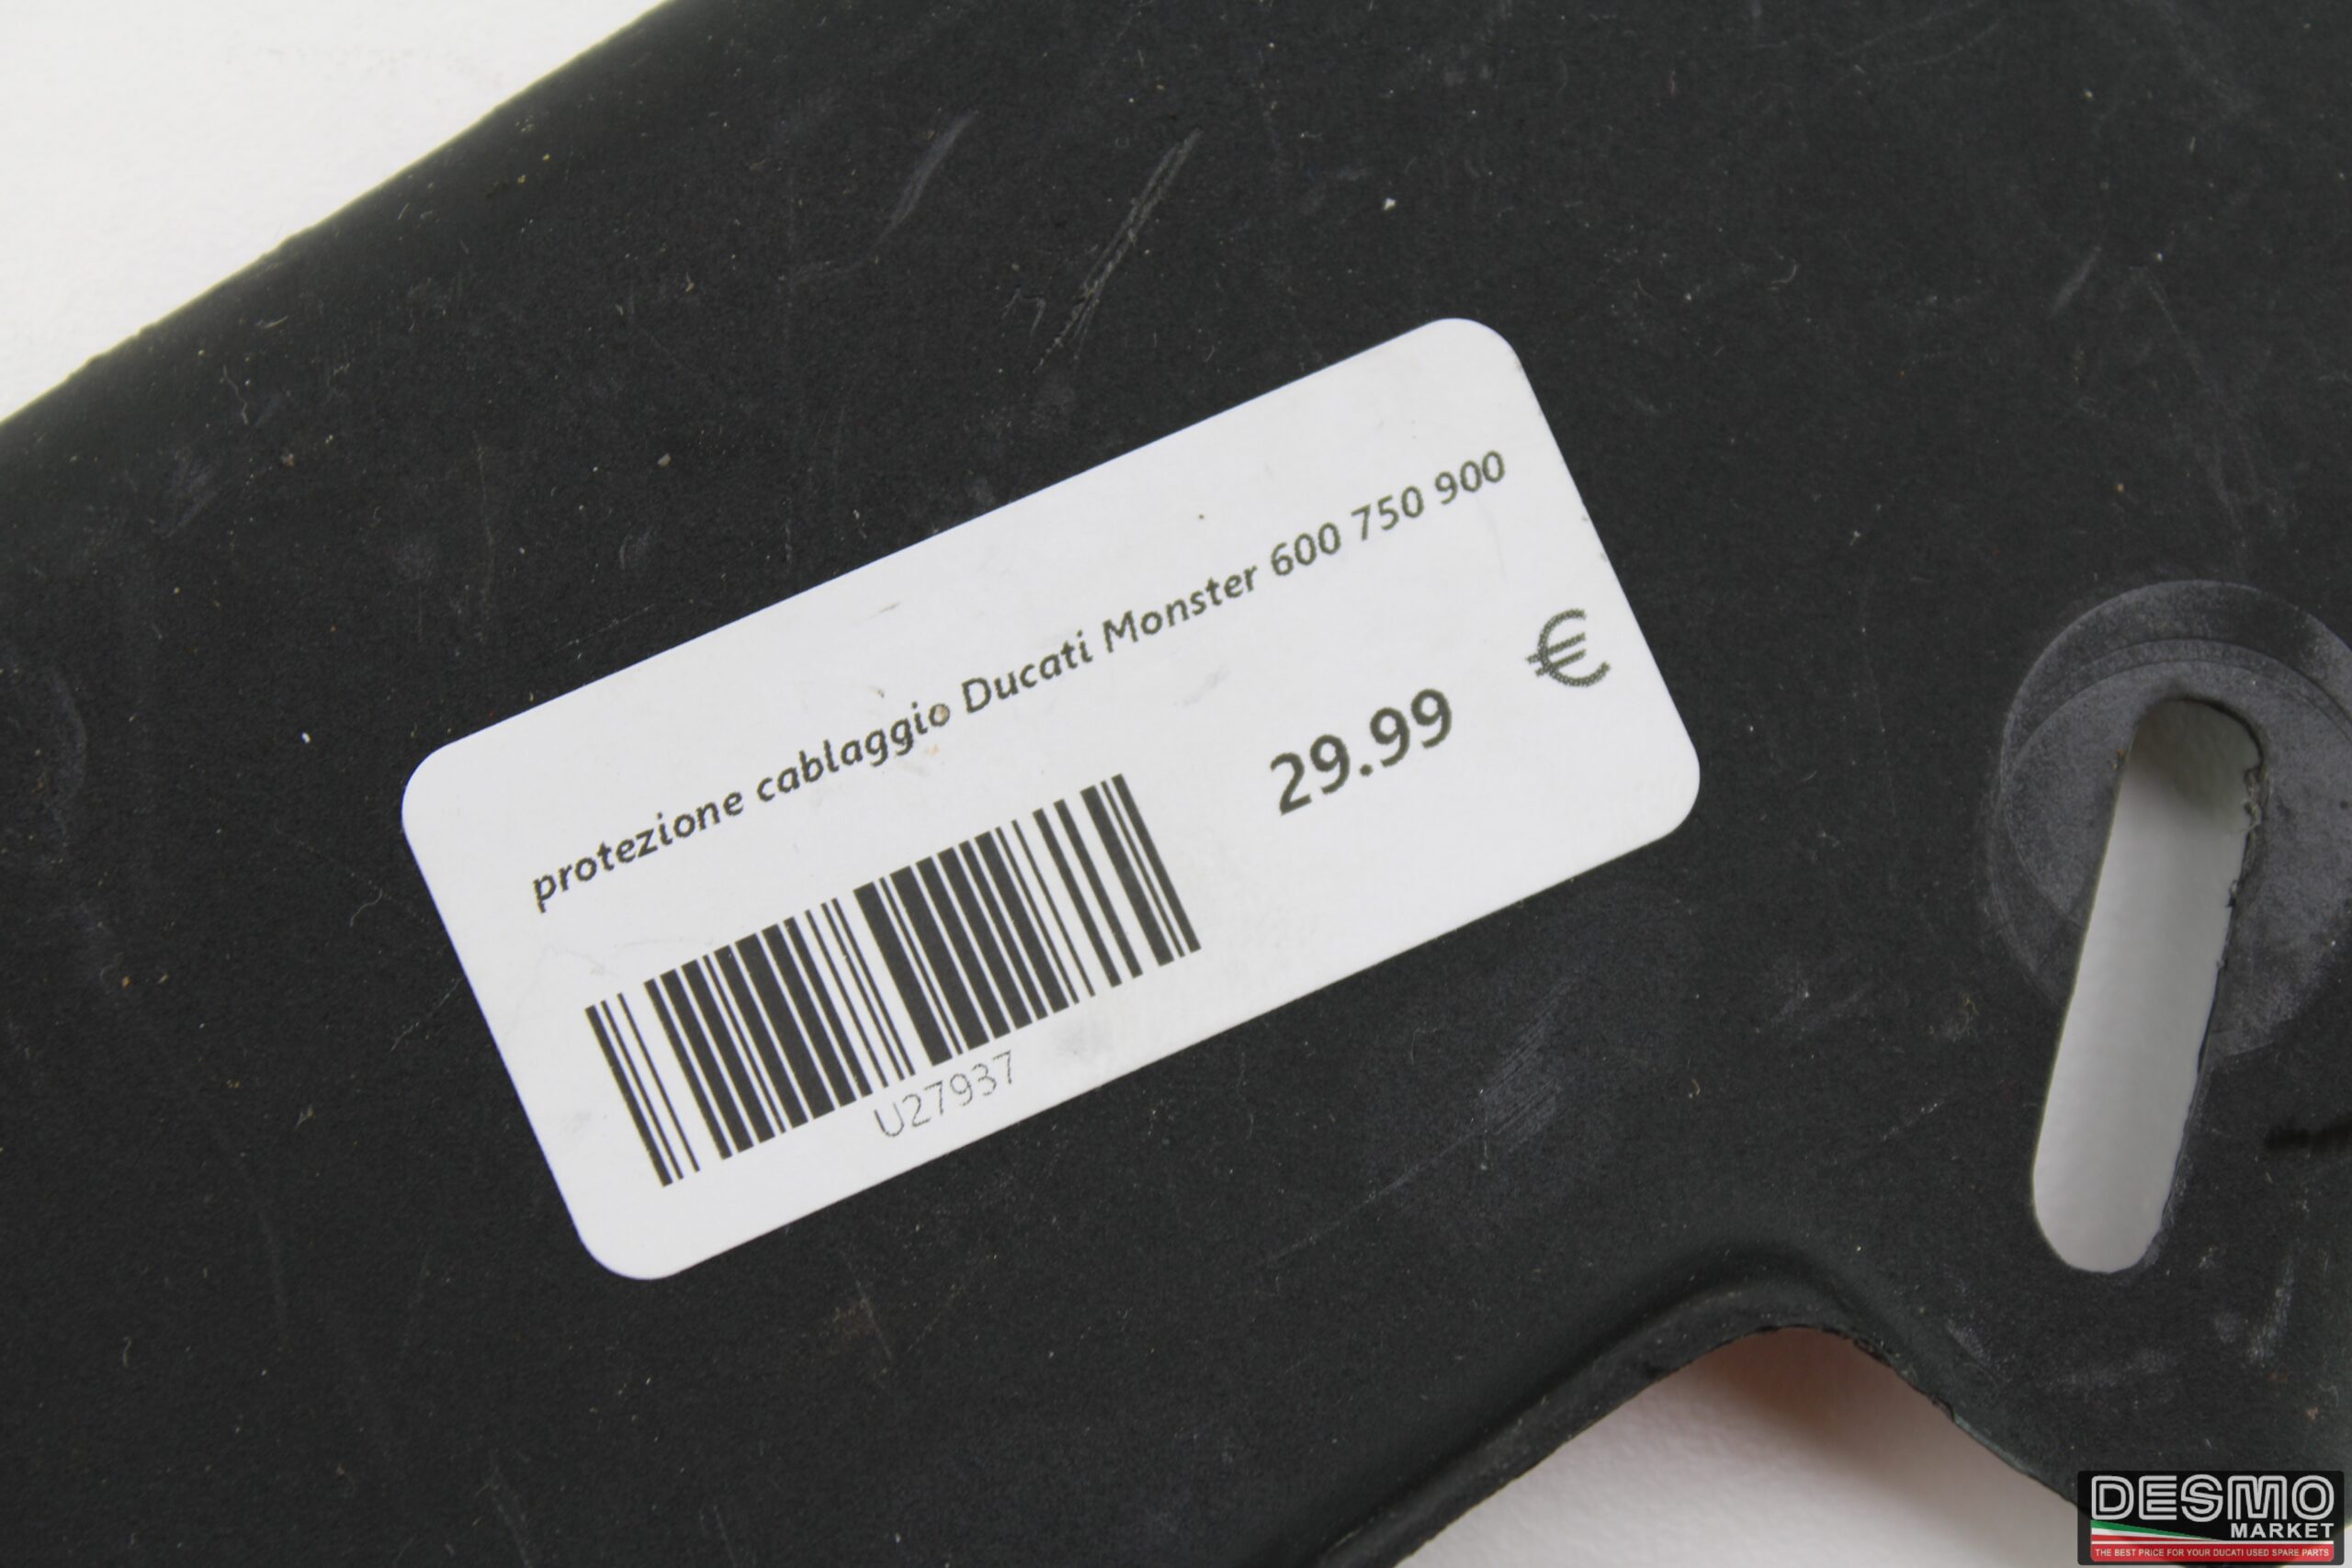 protezione cablaggio Ducati Monster 600 750 900
29.99 €
U27937
DESMO
MARKET
THE BEST PRICE FOR YOUR DUCATI USED SPARE PARTS